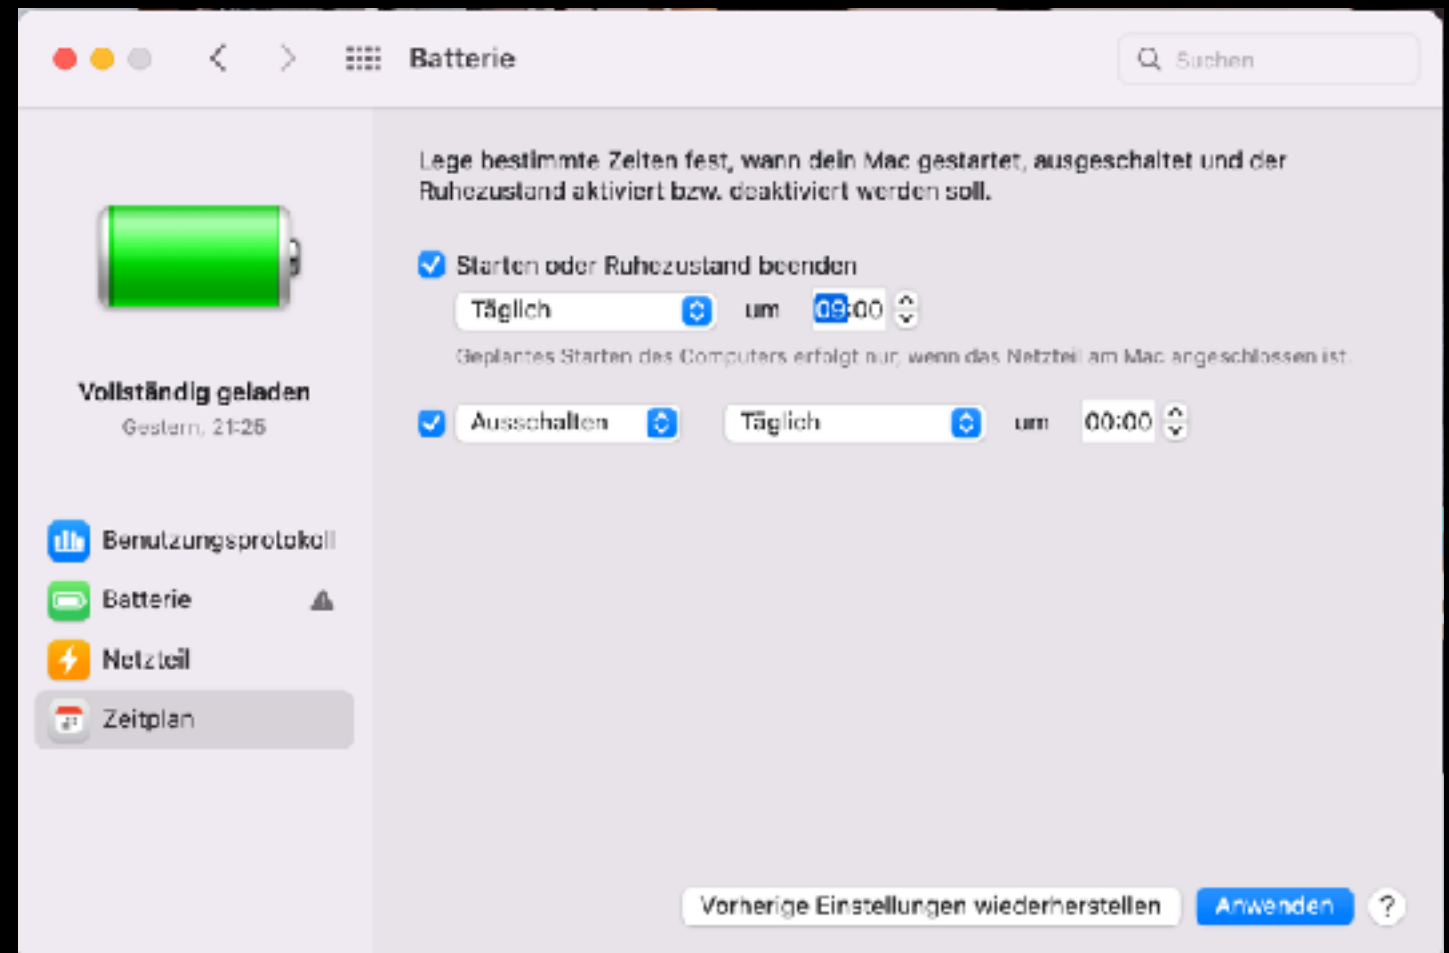 Batterie
Suchen
Lege bestimmte Zeiten fest, wann dein Mac gestartet, ausgeschaltet und der
Ruhezustand aktiviert bzw. deaktiviert werden soll.
Starten oder Ruhezustand beenden
Täglich um 09:00
Geplantes Starten des Computers erfolgt nur, wenn das Netzteil am Mac angeschlossen ist.
Ausschalten Täglich um 00:00
Vollständig geladen
Gestern, 21:25
Benutzungsprotokoll
Batterie
Netzteil
Zeitplan
Vorherige Einstellungen wiederherstellen
Anwenden
?